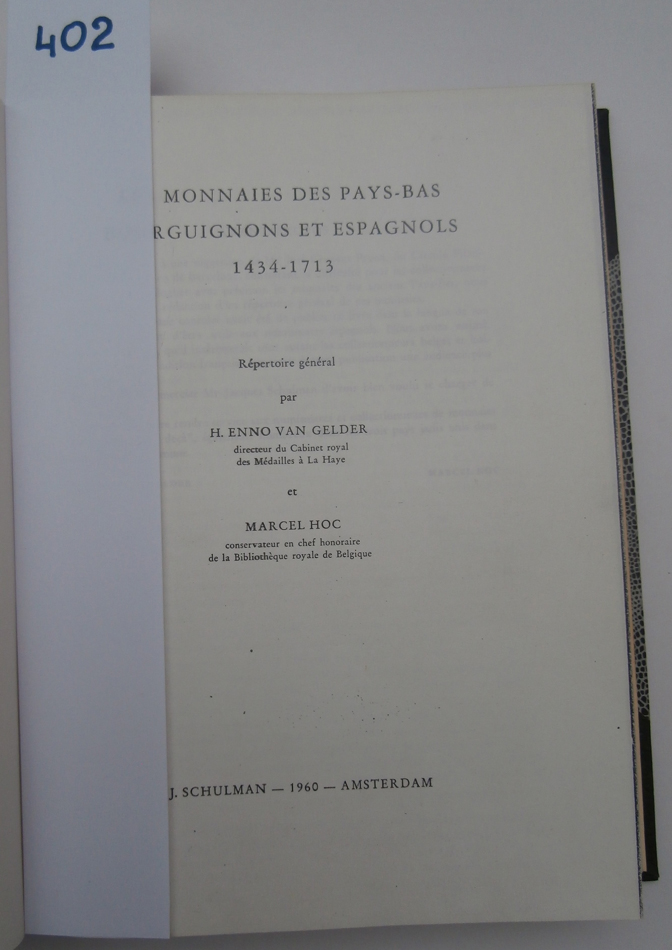 402
MONNAIES DES PAYS-BAS
RGUIGNONS ET ESPAGNOLS
1434-1713
Répertoire général
par
H. ENNO VAN GELDER
directeur du Cabinet royal
des Médailles à La Haye
et
MARCEL HOC
conservateur en chef honoraire
de la Bibliothèque royale de Belgique
J. SCHULMAN — 1960 — AMSTERDAM